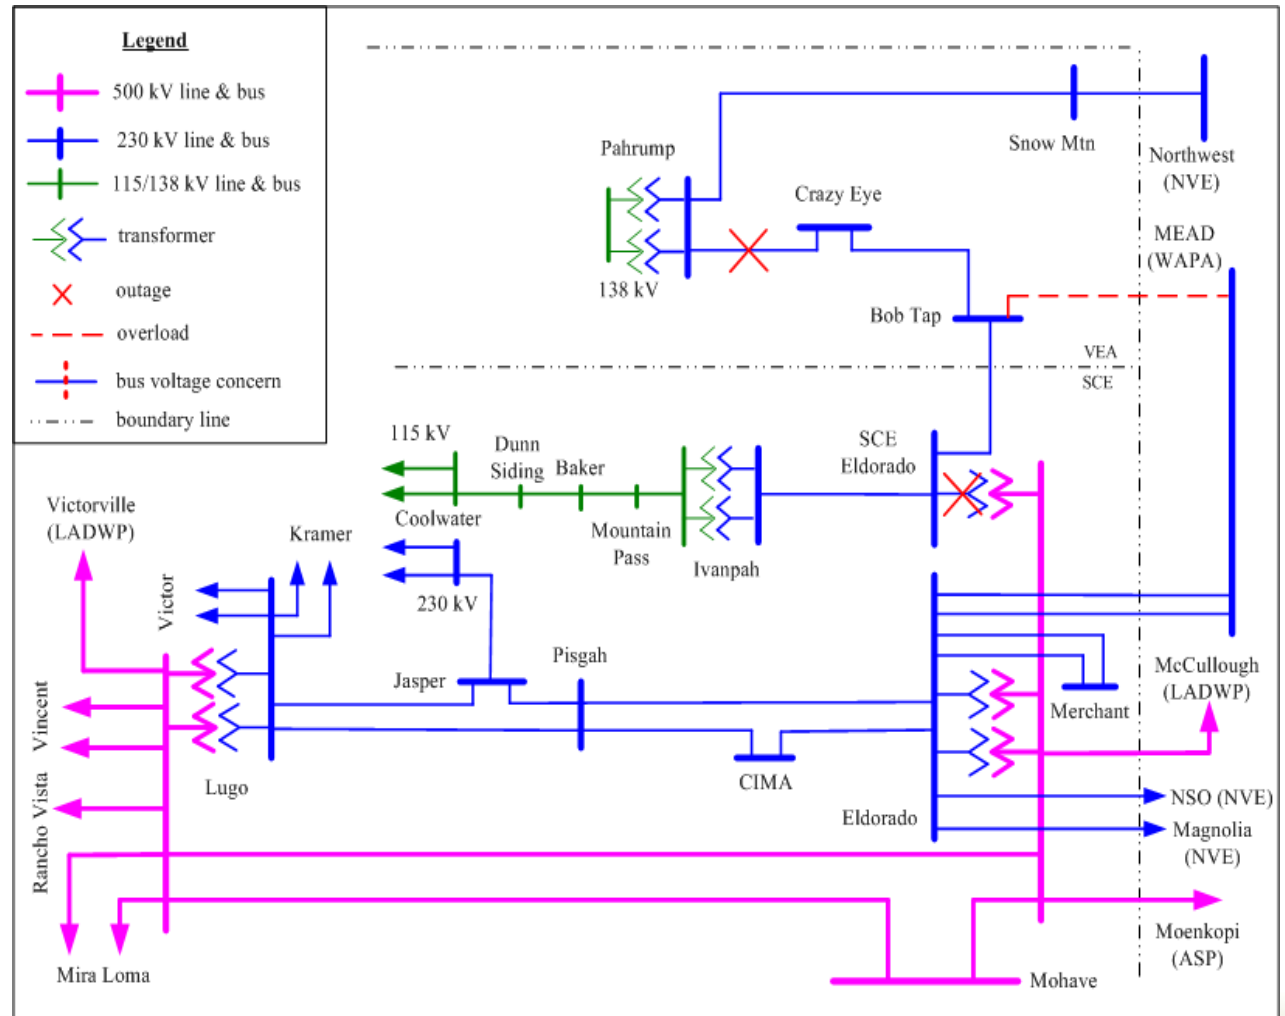 Legend
500 kV line & bus
230 kV line & bus
115/138 kV line & bus
transformer
outage
overload
bus voltage concern
boundary line
Snow Mtn
Northwest
(NVE)
Pahrump
Crazy Eye
138 kV
MEAD
(WAPA)
Bob Tap
VEA
SCE
115 kV
Dunn
Siding
Baker
SCE
Eldorado
Coolwater
Mountain
Pass
Ivanpah
Victorville
(LADWP)
Kramer
Victor
230 kV
Jasper
Pisgah
McCullough
(LADWP)
Merchant
Vincent
Lugo
CIMA
Rancho Vista
Eldorado
NSO (NVE)
Magnolia
(NVE)
Mira Loma
Mohave
Moenkopi
(ASP)